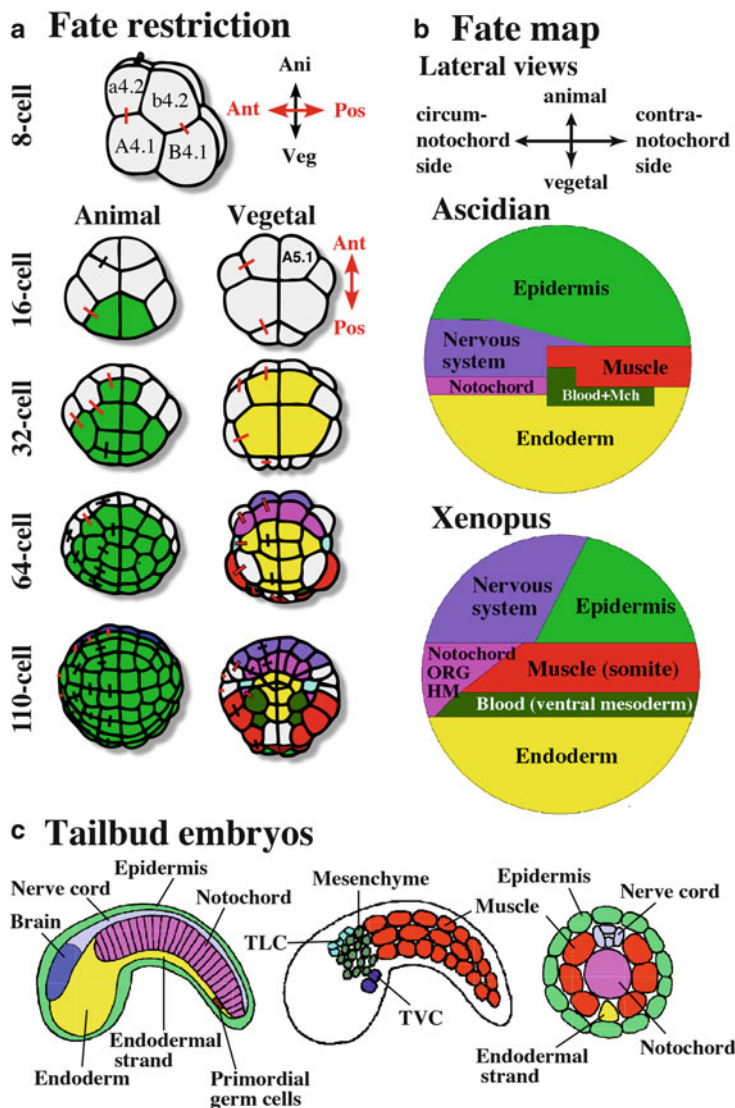 a Fate restriction
8-cell
a4.2
b4.2
A4.1
B4.1
Ani
Ant
Pos
Veg
Animal
Vegetal
16-cell
A5.1
Ant
Pos
32-cell
64-cell
110-cell
b Fate map
Lateral views
animal
circum-
notochord
side
contra-
notochord
side
vegetal
Ascidian
Epidermis
Nervous
system
Muscle
Notochord
Blood+Mch
Endoderm
Xenopus
Nervous
system
Epidermis
Notochord
ORG
HM
Muscle (somite)
Blood (ventral mesoderm)
Endoderm
c Tailbud embryos
Epidermis
Nerve cord
Notochord
Brain
Endodermal
strand
Endoderm
Primordial
germ cells
Mesenchyme
Muscle
TLC
TVC
Epidermis
Nerve cord
Endodermal
strand
Notochord